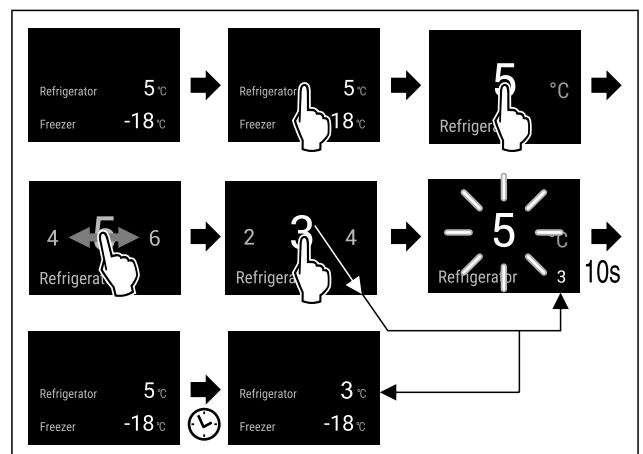 Refrigerator 5 °C
Freezer -18 °C
Refrigerator 5 °C
18 °C
5 °C
4 5 6
2 3 4
5 °C
3
10s
Refrigerator 5 °C
Freezer -18 °C
Refrigerator 3 °C
Freezer -18 °C